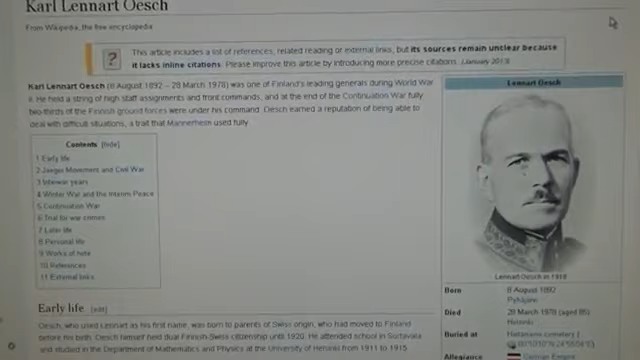 Karl Lennart Oesch
From Wikipedia, the free encyclopedia
This article includes a list of references, related reading or external links, but its sources remain unclear because
it lacks inline citations. Please improve this article by introducing more precise citations. (January 2013)
Karl Lennart Oesch (8 August 1892 – 28 March 1978) was one of Finland's leading generals during World War
II. He held a string of high staff assignments and front commands, and at the end of the Continuation War fully
two-thirds of the Finnish ground forces were under his command. Oesch earned a reputation of being able to
deal with difficult situations, a trait that Mannerheim used fully.
Contents [hide]
1 Early life
2 Jaeger Movement and Civil War
3 Interwar years
4 Winter War and the Interim Peace
5 Continuation War
6 Trial for war crimes
7 Later life
8 Personal life
9 Works of note
10 References
11 External links
Lennart Oesch
Lennart Oesch in 1918
Born 8 August 1892
Pyhäjärvi
Died 28 March 1978 (aged 85)
Helsinki
Buried at Hietaniemi cemetery
Allegiance German Empire
Early life [edit]
Oesch, who used Lennart as his first name, was born to parents of Swiss origin, who had moved to Finland
before his birth. Oesch himself held dual Finnish-Swiss citizenship until 1920. He attended school in Sortavala
and studied in the Department of Mathematics and Physics at the University of Helsinki from 1911 to 1915.